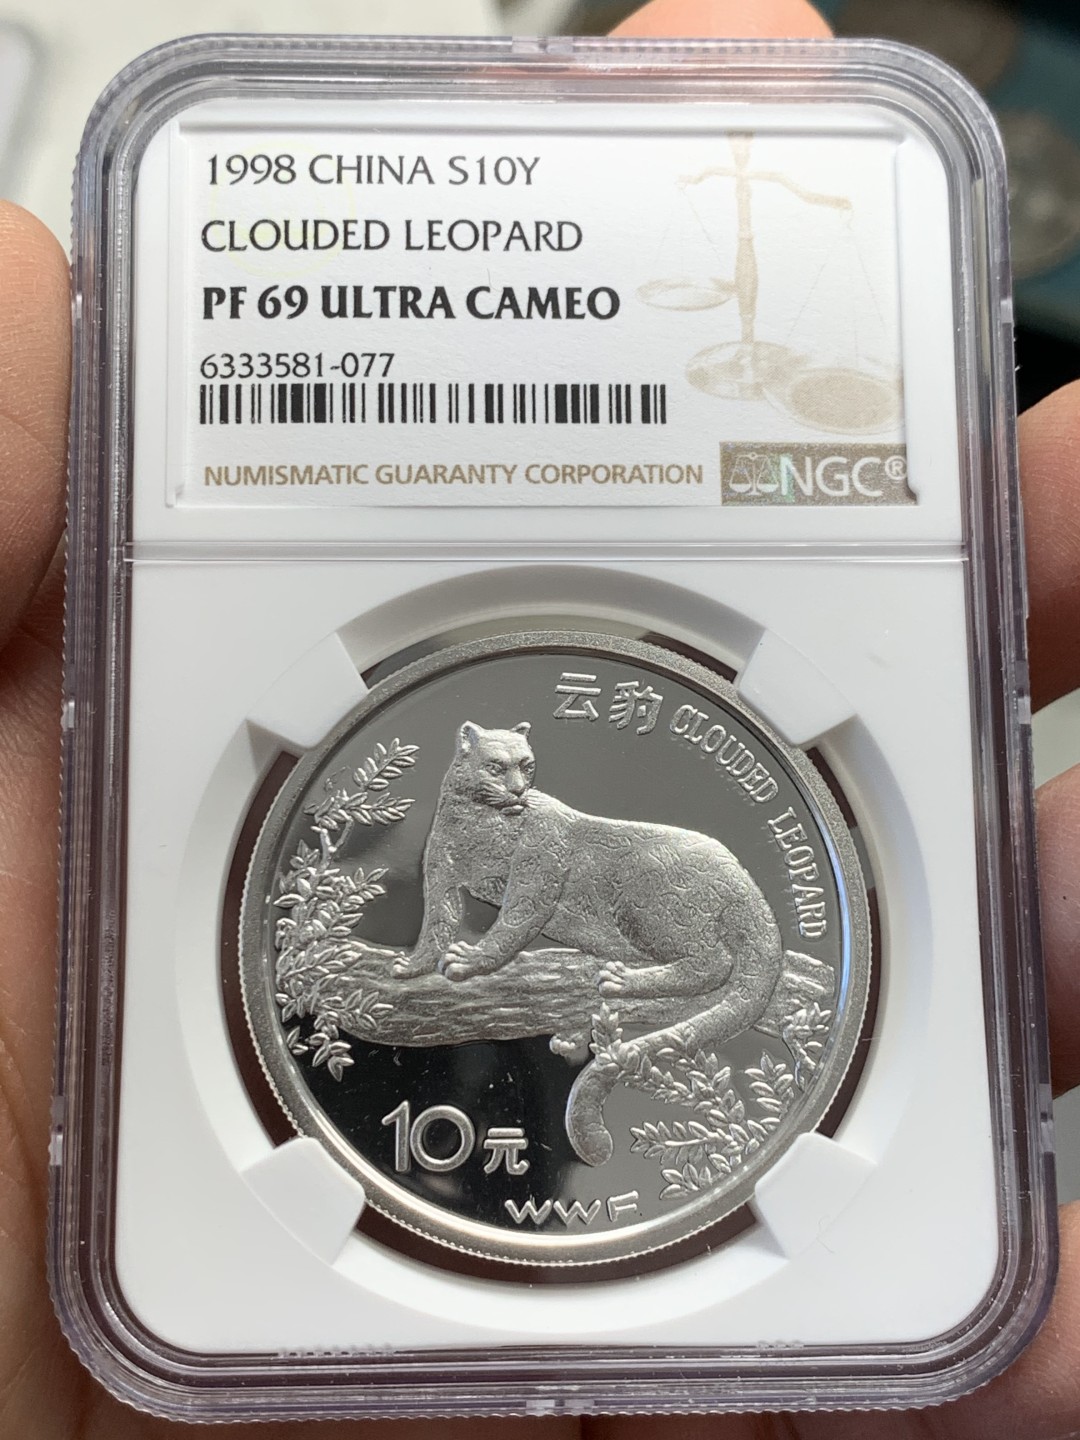 1998 CHINA S10Y
CLOUDED LEOPARD
PF 69 ULTRA CAMEO
6333581-077
NUMISMATIC GUARANTY CORPORATION NGC®
云豹 CLOUDED LEOPARD
10元
WWF